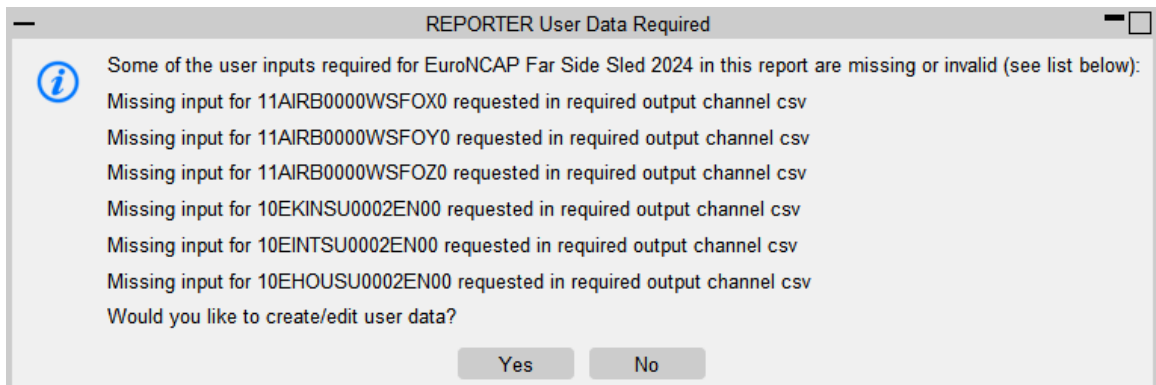 REPORTER User Data Required
Some of the user inputs required for EuroNCAP Far Side Sled 2024 in this report are missing or invalid (see list below):
Missing input for 11AIRB0000WSFOX0 requested in required output channel csv
Missing input for 11AIRB0000WSFOY0 requested in required output channel csv
Missing input for 11AIRB0000WSFOZ0 requested in required output channel csv
Missing input for 10EKINSU0002EN00 requested in required output channel csv
Missing input for 10EINTSU0002EN00 requested in required output channel csv
Missing input for 10EHOUSU0002EN00 requested in required output channel csv
Would you like to create/edit user data?
Yes No